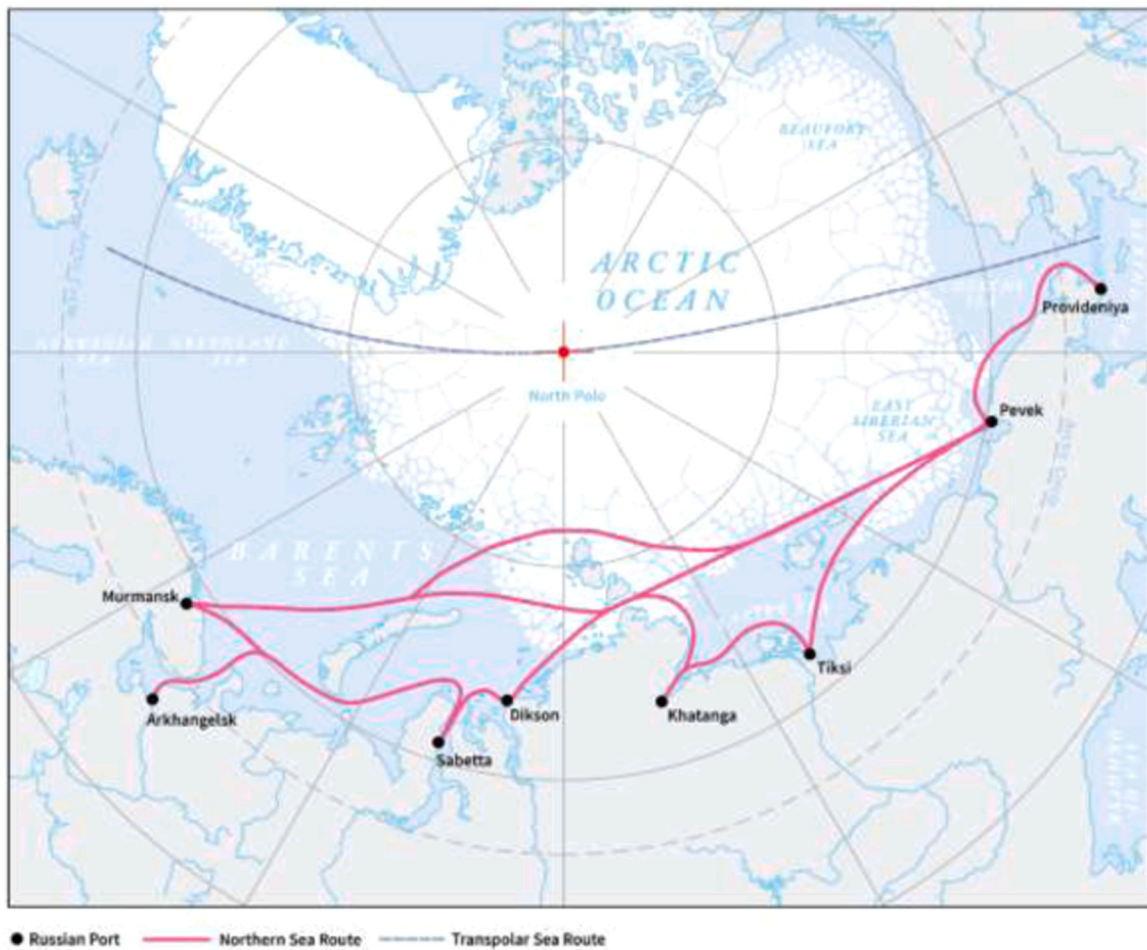 BEAUFORT
SEA
ARCTIC
OCEAN
Provideniya
North Pole
EAST
SIBERIAN
SEA
Pevek
BARENTS
SEA
Murmansk
Arkhangelsk
Dikson
Sabetta
Khatanga
Tiksi
Russian Port
Northern Sea Route
Transpolar Sea Route